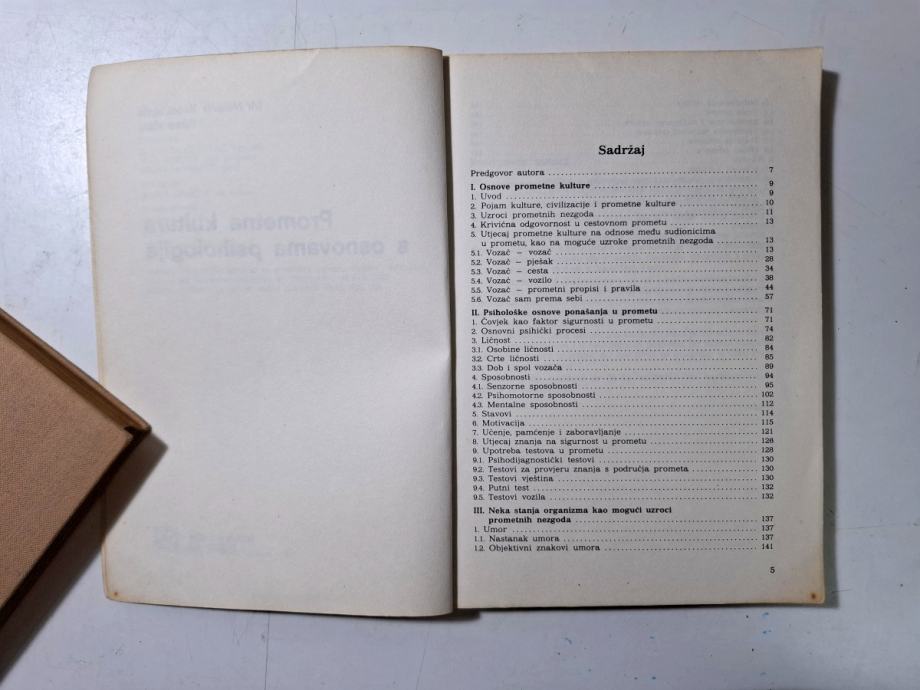 Prometna kultura
s osnovama psihologije
Sadržaj
Predgovor autora 7
I. Osnove prometne kulture 9
1. Uvod 9
2. Pojam kulture, civilizacije i prometne kulture 10
3. Uzroci prometnih nezgoda 11
4. Krivična odgovornost u cestovnom prometu 13
5. Utjecaj prometne kulture na odnose među sudionicima
u prometu, kao na moguće uzroke prometnih nezgoda 13
5.1. Vozač — vozač 13
5.2. Vozač — pješak 28
5.3. Vozač — cesta 34
5.4. Vozač — vozilo 38
5.5. Vozač — prometni propisi i pravila 44
5.6. Vozač sam prema sebi 57
II. Psihološke osnove ponašanja u prometu 71
1. Čovjek kao faktor sigurnosti u prometu 71
2. Osnovni psihički procesi 74
3. Ličnost 82
3.1. Osobine ličnosti 84
3.2. Crte ličnosti 85
3.3. Dob i spol vozača 89
4. Sposobnosti 94
4.1. Senzorne sposobnosti 95
4.2. Psihomotorne sposobnosti 102
4.3. Mentalne sposobnosti 112
5. Stavovi 114
6. Motivacija 115
7. Učenje, pamćenje i zaboravljanje 121
8. Utjecaj znanja na sigurnost u prometu 126
9. Upotreba testova u prometu 128
9.1. Psihodijagnostički testovi 130
9.2. Testovi za provjeru znanja s područja prometa 130
9.3. Testovi vještina 130
9.4. Putni test 132
9.5. Testovi vozila 132
III. Neka stanja organizma kao mogući uzroci
prometnih nezgoda 137
1. Umor 137
1.1. Nastanak umora 137
1.2. Objektivni znakovi umora 141
5